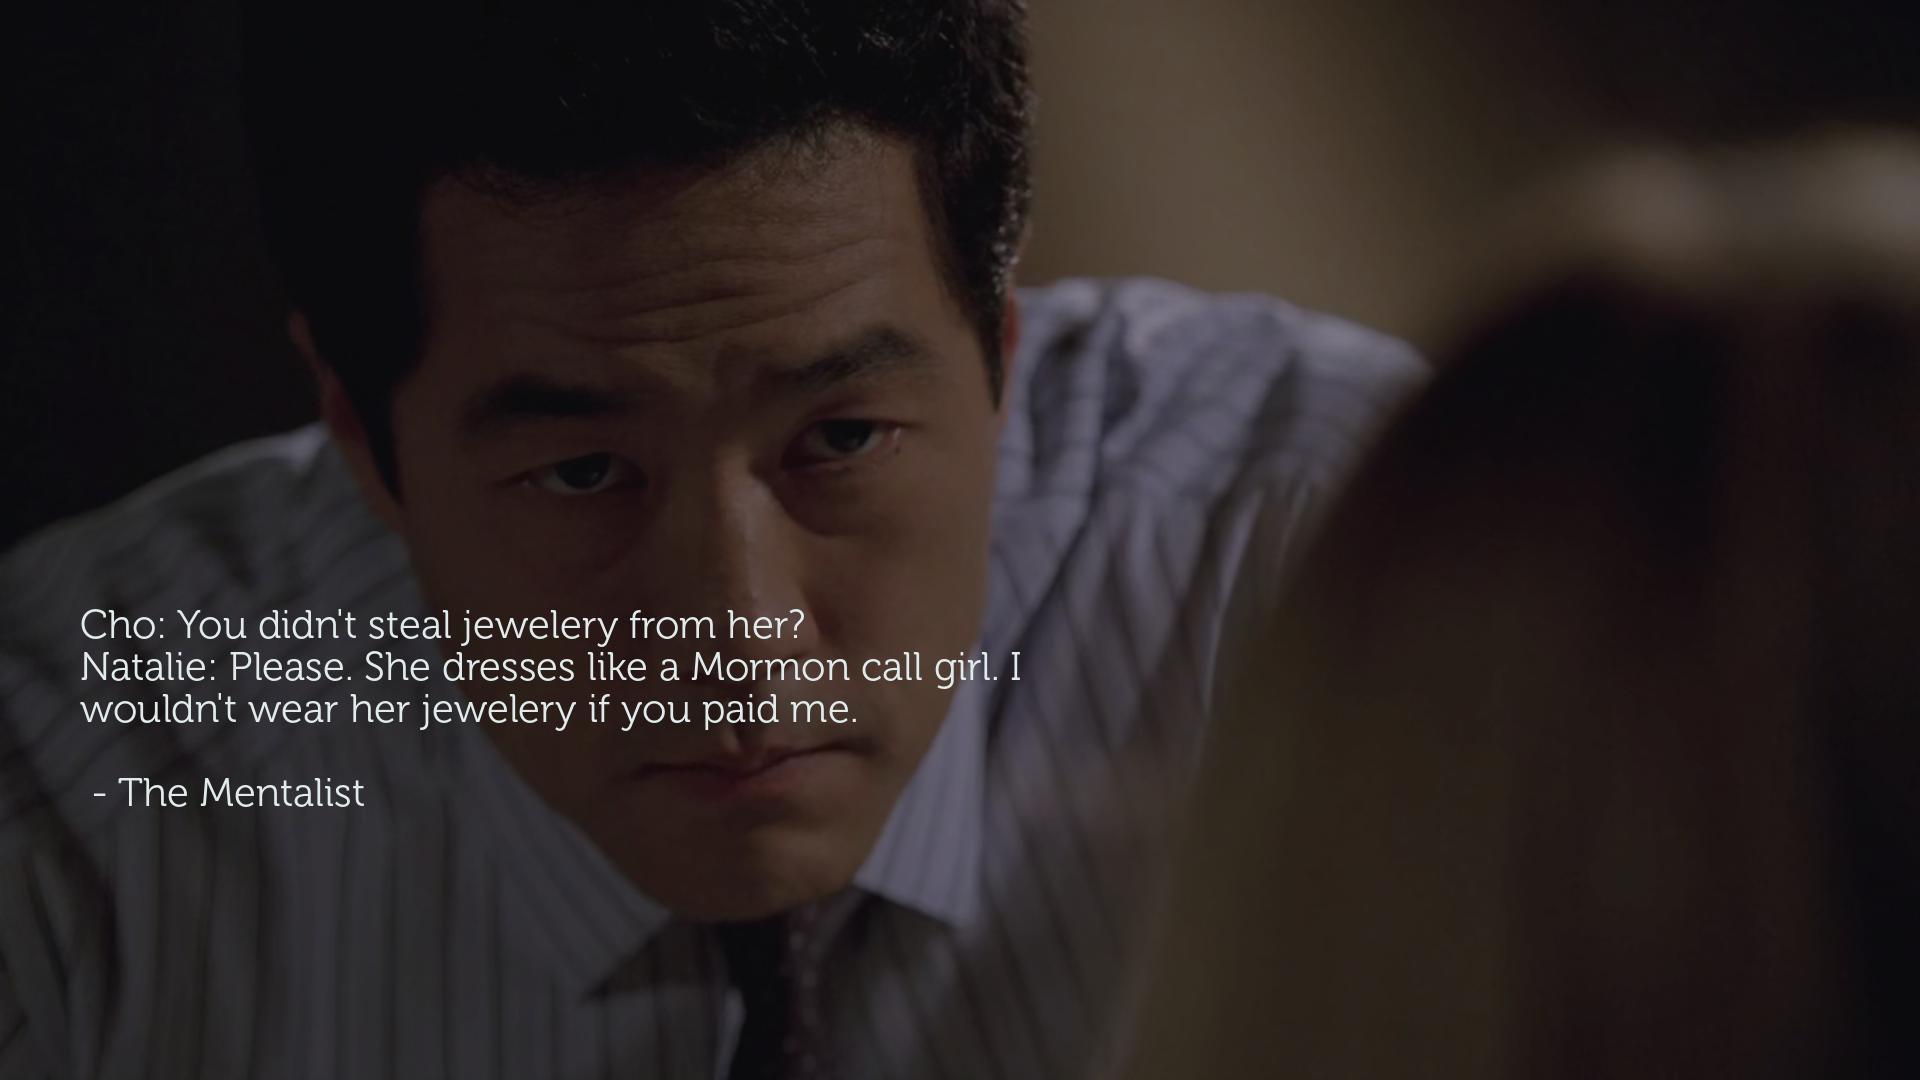 Cho: You didn't steal jewelery from her?
Natalie: Please. She dresses like a Mormon call girl. I
wouldn't wear her jewelery if you paid me.
- The Mentalist